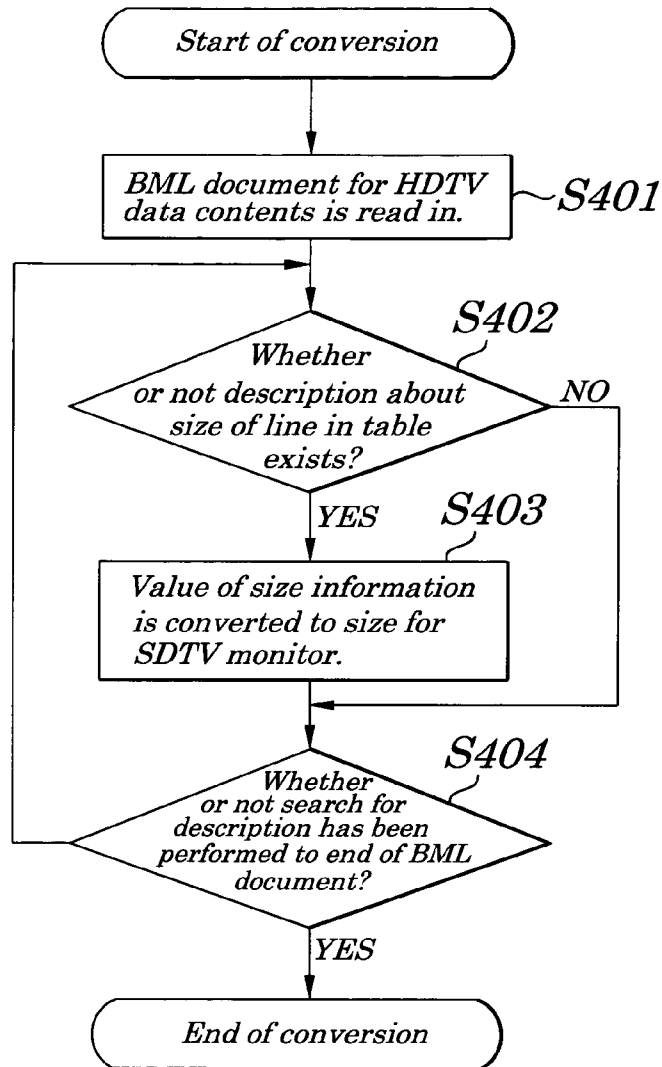 Start of conversion
BML document for HDTV
data contents is read in.
S401
S402
Whether
or not description about
size of line in table
exists?
NO
YES
S403
Value of size information
is converted to size for
SDTV monitor.
S404
Whether
or not search for
description has been
performed to end of BML
document?
YES
End of conversion